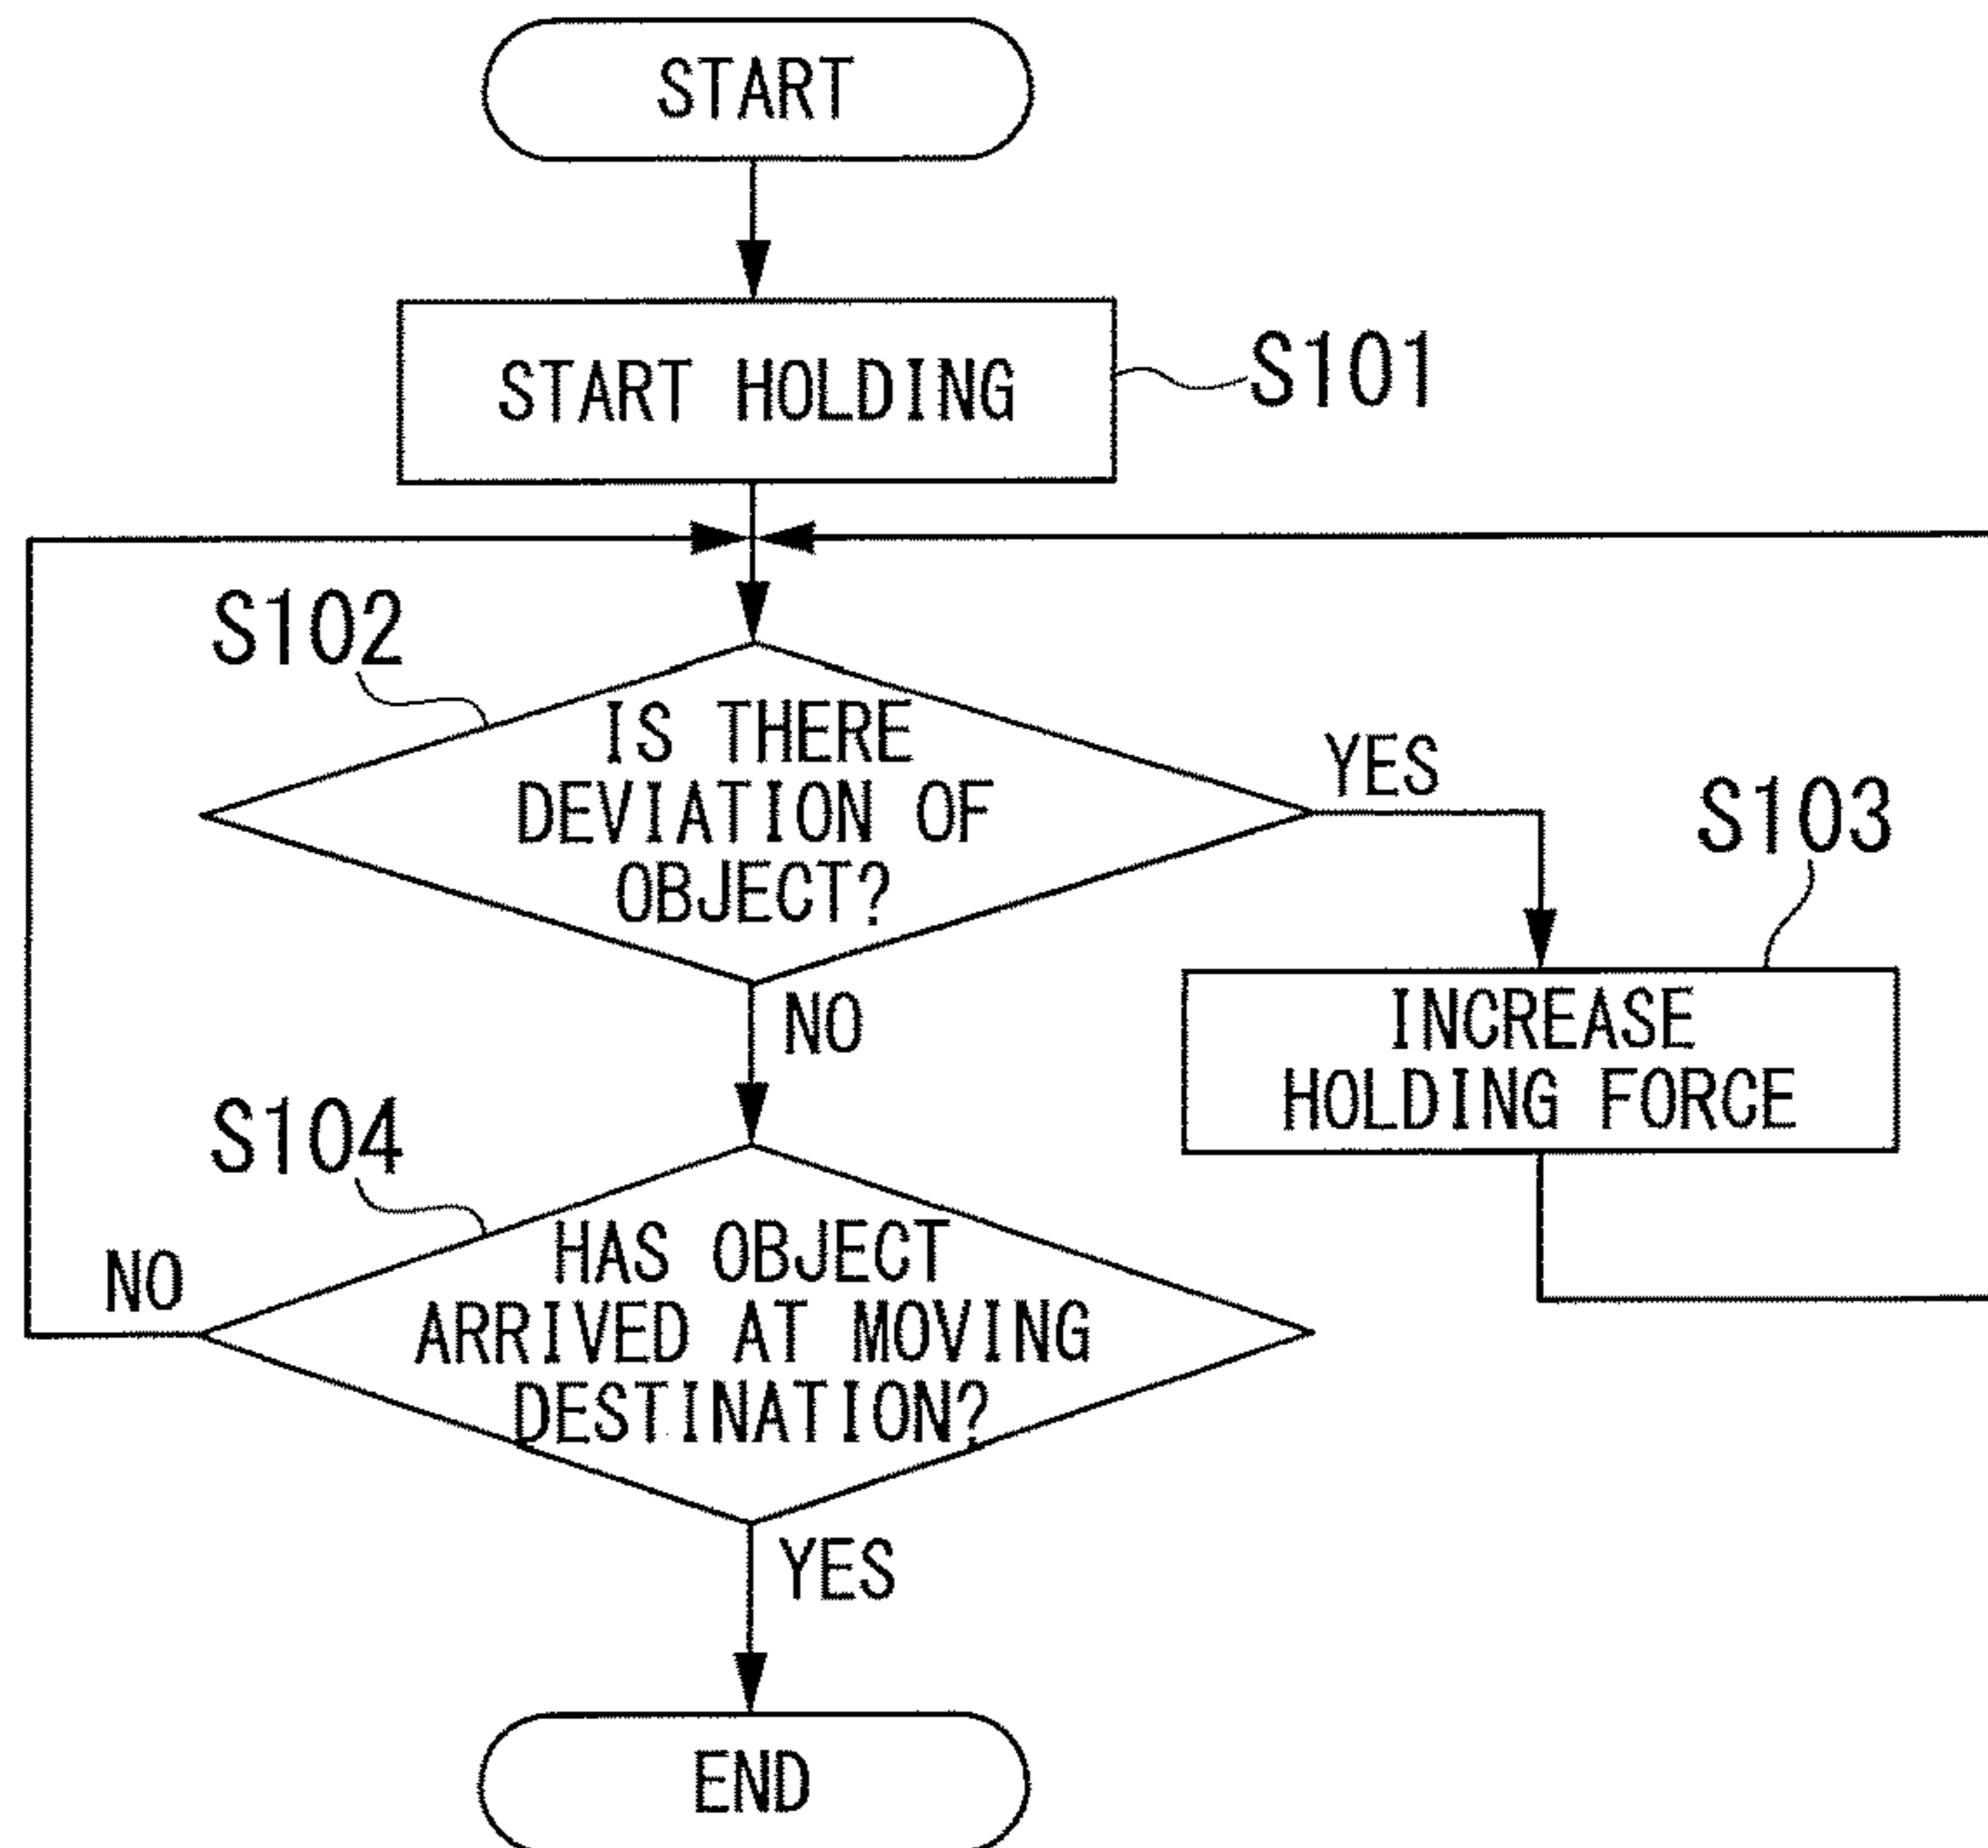 START
START HOLDING
S101
S102
IS THERE
DEVIATION OF
OBJECT?
YES
S103
NO
INCREASE
HOLDING FORCE
S104
HAS OBJECT
ARRIVED AT MOVING
DESTINATION?
NO
YES
END